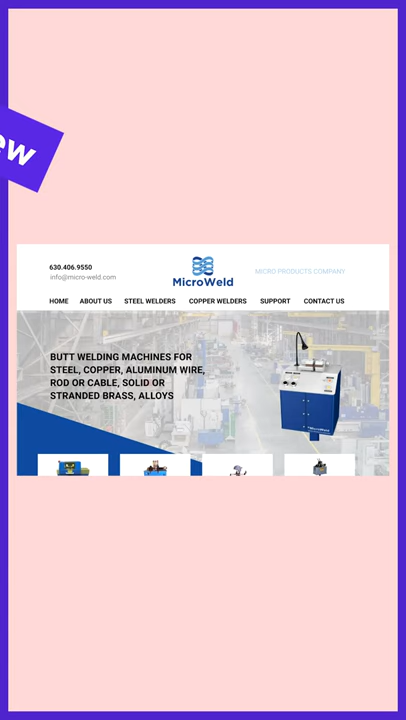 630.406.9550
info@micro-weld.com
MicroWeld
MICRO PRODUCTS COMPANY
HOME ABOUT US STEEL WELDERS COPPER WELDERS SUPPORT CONTACT US
BUTT WELDING MACHINES FOR
STEEL, COPPER, ALUMINUM WIRE,
ROD OR CABLE, SOLID OR
STRANDED BRASS, ALLOYS
MicroWeld